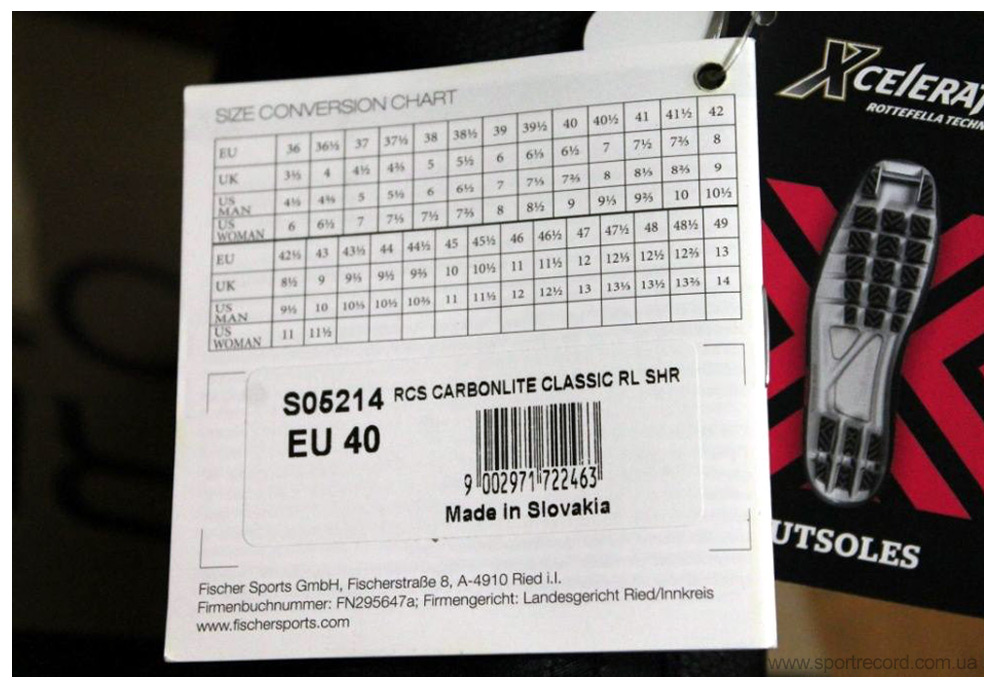 SIZE CONVERSION CHART
EU 36 36½ 37 37½ 38 38½ 39 39½ 40 40½ 41 41½ 42
UK 3½ 4 4½ 4⅔ 5 5½ 6 6⅓ 6½ 7 7½ 7⅔ 8
US MAN 4½ 4⅔ 5 5½ 6 6½ 7 7⅓ 7⅔ 8 8⅓ 8⅔ 9
US WOMAN 6 6½ 7 7⅓ 7½ 7⅔ 8 8½ 9 9⅓ 9⅔ 10 10½
EU 42½ 43 43½ 44 44½ 45 45½ 46 46½ 47 47½ 48 48½ 49
UK 8½ 9 9⅓ 9½ 9⅔ 10 10½ 11 11½ 12 12⅓ 12½ 12⅔ 13
US MAN 9½ 10 10⅓ 10½ 10⅔ 11 11½ 12 12½ 13 13⅓ 13½ 13⅔ 14
US WOMAN 11 11½
S05214 RCS CARBONLITE CLASSIC RL SHR
EU 40
9 002971 722463
Made in Slovakia
Fischer Sports GmbH, Fischerstraße 8, A-4910 Ried i.I.
Firmenbuchnummer: FN295647a; Firmengericht: Landesgericht Ried/Innkreis
www.fischersports.com
XCELERAT
ROTTEFELLA TECHN
UTSOLES
www.sportrecord.com.ua